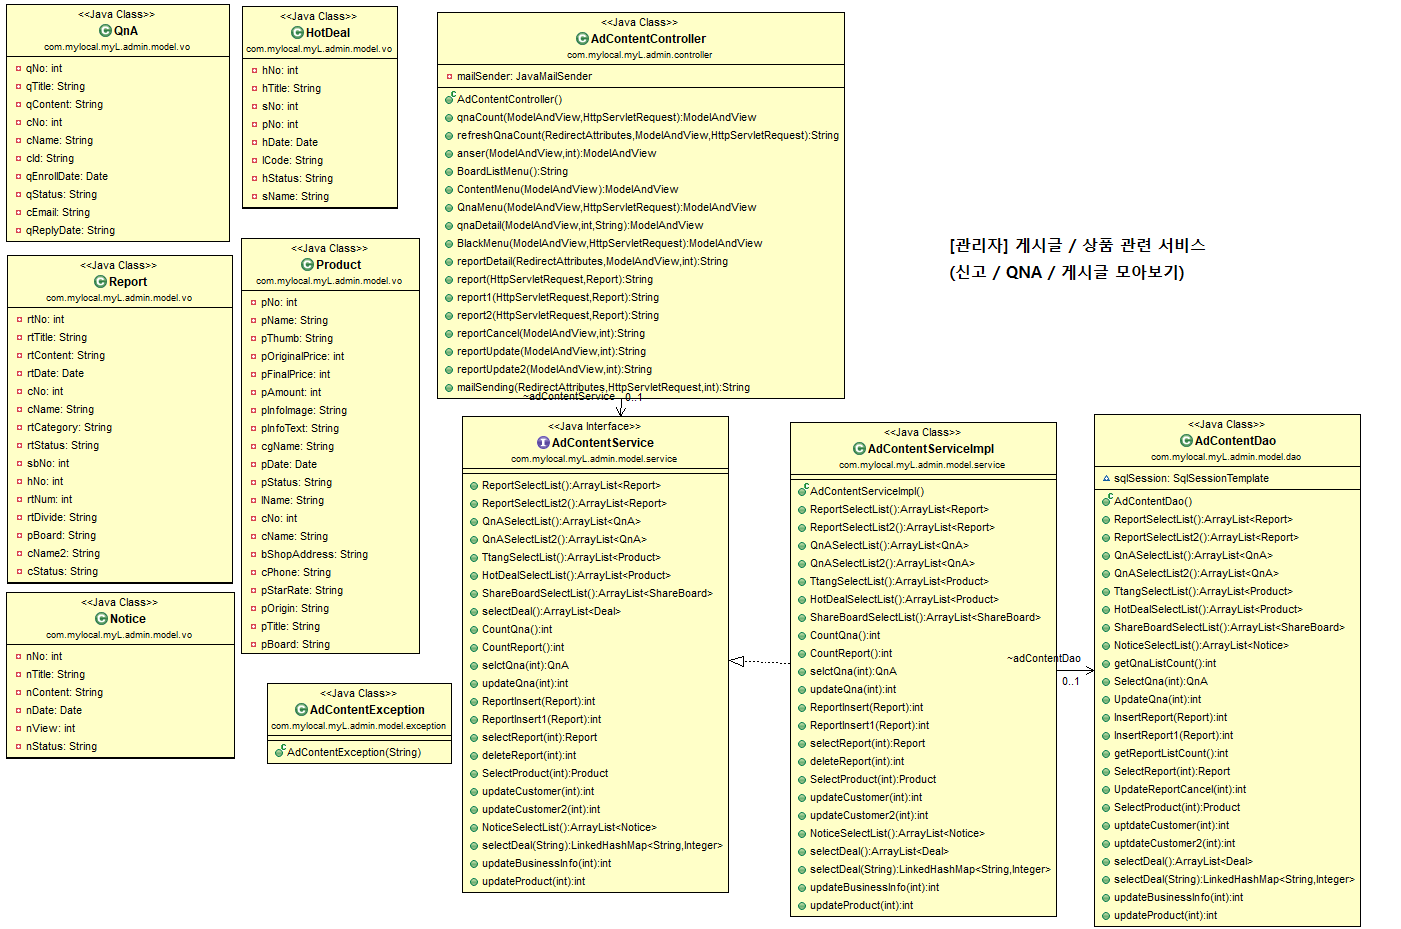 <<Java Class>>
QnA
com.mylocal.myL.admin.model.vo
qNo: int
qTitle: String
qContent: String
cNo: int
cName: String
cId: String
qEnrollDate: Date
qStatus: String
cEmail: String
qReplyDate: String
<<Java Class>>
HotDeal
com.mylocal.myL.admin.model.vo
hNo: int
hTitle: String
sNo: int
pNo: int
hDate: Date
lCode: String
hStatus: String
sName: String
<<Java Class>>
AdContentController
com.mylocal.myL.admin.controller
mailSender: JavaMailSender
AdContentController()
qnaCount(ModelAndView,HttpServletRequest):ModelAndView
refreshQnaCount(RedirectAttributes,ModelAndView,HttpServletRequest):String
anser(ModelAndView,int):ModelAndView
BoardListMenu():String
ContentMenu(ModelAndView):ModelAndView
QnaMenu(ModelAndView,HttpServletRequest):ModelAndView
qnaDetail(ModelAndView,int,String):ModelAndView
BlackMenu(ModelAndView,HttpServletRequest):ModelAndView
reportDetail(RedirectAttributes,ModelAndView,int):String
report(HttpServletRequest,Report):String
report1(HttpServletRequest,Report):String
report2(HttpServletRequest,Report):String
reportCancel(ModelAndView,int):String
reportUpdate(ModelAndView,int):String
reportUpdate2(ModelAndView,int):String
mailSending(RedirectAttributes,HttpServletRequest,int):String
~adContentService 0..1
[관리자] 게시글 / 상품 관련 서비스
(신고 / QNA / 게시글 모아보기)
<<Java Class>>
Report
com.mylocal.myL.admin.model.vo
rtNo: int
rtTitle: String
rtContent: String
rtDate: Date
cNo: int
cName: String
rtCategory: String
rtStatus: String
sbNo: int
hNo: int
rtNum: int
rtDivide: String
pBoard: String
cName2: String
cStatus: String
<<Java Class>>
Product
com.mylocal.myL.admin.model.vo
pNo: int
pName: String
pThumb: String
pOriginalPrice: int
pFinalPrice: int
pAmount: int
pInfoImage: String
pInfoText: String
cgName: String
pDate: Date
pStatus: String
lName: String
cNo: int
cName: String
bShopAddress: String
cPhone: String
pStarRate: String
pOrigin: String
pTitle: String
pBoard: String
<<Java Class>>
Notice
com.mylocal.myL.admin.model.vo
nNo: int
nTitle: String
nContent: String
nDate: Date
nView: int
nStatus: String
<<Java Class>>
AdContentException
com.mylocal.myL.admin.model.exception
AdContentException(String)
<<Java Interface>>
AdContentService
com.mylocal.myL.admin.model.service
ReportSelectList():ArrayList<Report>
ReportSelectList2():ArrayList<Report>
QnASelectList():ArrayList<QnA>
QnASelectList2():ArrayList<QnA>
TtangSelectList():ArrayList<Product>
HotDealSelectList():ArrayList<Product>
ShareBoardSelectList():ArrayList<ShareBoard>
selectDeal():ArrayList<Deal>
CountQna():int
CountReport():int
selctQna(int):QnA
updateQna(int):int
ReportInsert(Report):int
ReportInsert1(Report):int
selectReport(int):Report
deleteReport(int):int
SelectProduct(int):Product
updateCustomer(int):int
updateCustomer2(int):int
NoticeSelectList():ArrayList<Notice>
selectDeal(String):LinkedHashMap<String,Integer>
updateBusinessInfo(int):int
updateProduct(int):int
<<Java Class>>
AdContentServiceImpl
com.mylocal.myL.admin.model.service
AdContentServiceImpl()
ReportSelectList():ArrayList<Report>
ReportSelectList2():ArrayList<Report>
QnASelectList():ArrayList<QnA>
QnASelectList2():ArrayList<QnA>
TtangSelectList():ArrayList<Product>
HotDealSelectList():ArrayList<Product>
ShareBoardSelectList():ArrayList<ShareBoard>
CountQna():int
CountReport():int
selctQna(int):QnA
updateQna(int):int
ReportInsert(Report):int
ReportInsert1(Report):int
selectReport(int):Report
deleteReport(int):int
SelectProduct(int):Product
updateCustomer(int):int
updateCustomer2(int):int
NoticeSelectList():ArrayList<Notice>
selectDeal():ArrayList<Deal>
selectDeal(String):LinkedHashMap<String,Integer>
updateBusinessInfo(int):int
updateProduct(int):int
~adContentDao
0..1
<<Java Class>>
AdContentDao
com.mylocal.myL.admin.model.dao
sqlSession: SqlSessionTemplate
AdContentDao()
ReportSelectList():ArrayList<Report>
ReportSelectList2():ArrayList<Report>
QnASelectList():ArrayList<QnA>
QnASelectList2():ArrayList<QnA>
TtangSelectList():ArrayList<Product>
HotDealSelectList():ArrayList<Product>
ShareBoardSelectList():ArrayList<ShareBoard>
NoticeSelectList():ArrayList<Notice>
getQnaListCount():int
SelectQna(int):QnA
UpdateQna(int):int
InsertReport(Report):int
InsertReport1(Report):int
getReportListCount():int
SelectReport(int):Report
UpdateReportCancel(int):int
SelectProduct(int):Product
uptdateCustomer(int):int
uptdateCustomer2(int):int
selectDeal():ArrayList<Deal>
selectDeal(String):LinkedHashMap<String,Integer>
updateBusinessInfo(int):int
updateProduct(int):int